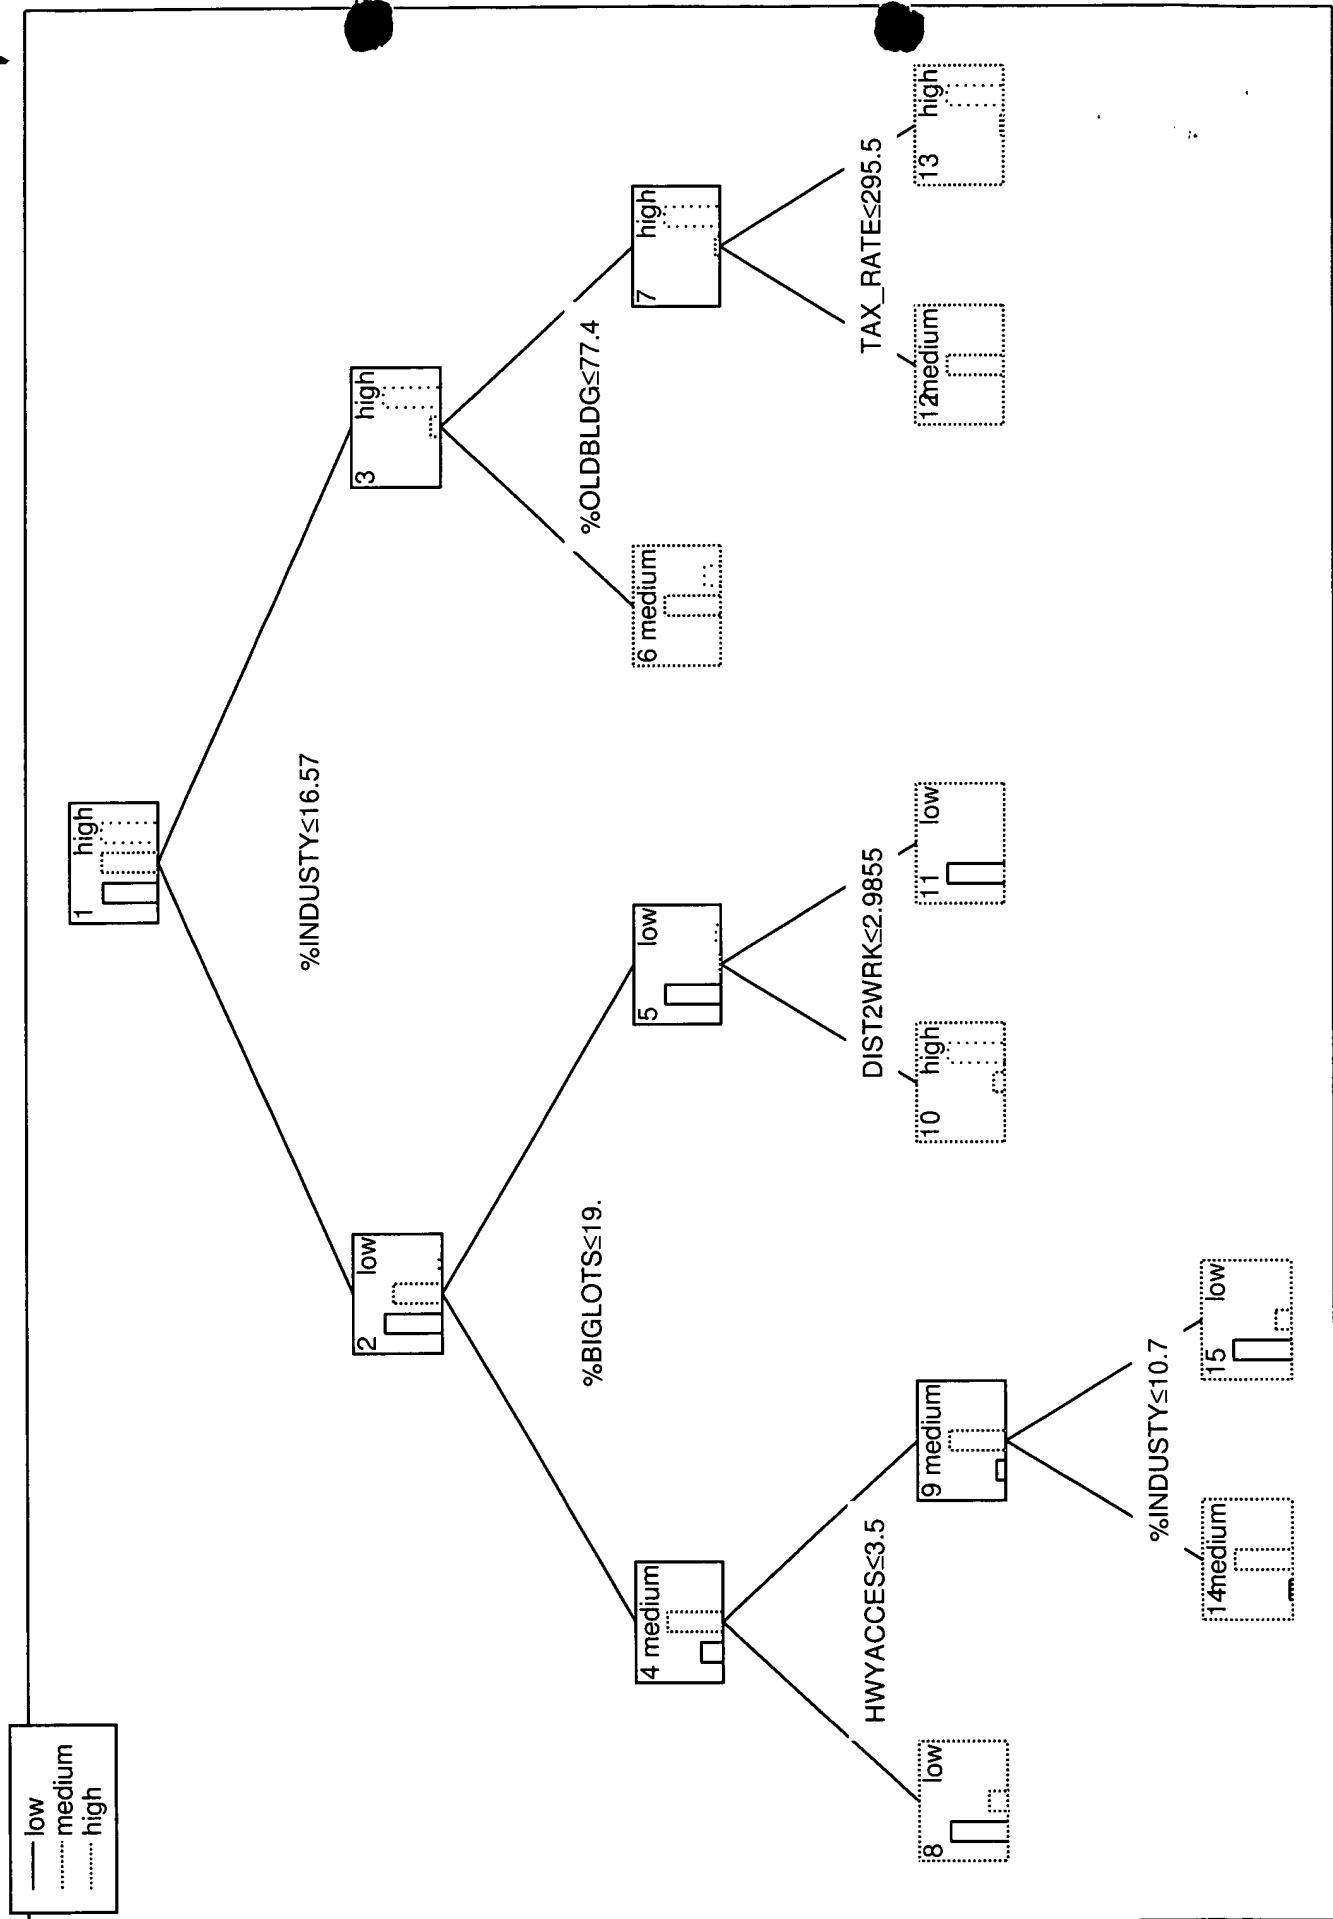 low
medium
high
1 high
%INDUSTY≤16.57
2 low
3 high
%BIGLOTS≤19.
%OLDBLDG≤77.4
4 medium
5 low
6 medium
7 high
HWYACCES≤3.5
DIST2WRK≤2.9855
TAX_RATE≤295.5
8 low
9 medium
10 high
11 low
12medium
13 high
%INDUSTY≤10.7
14medium
15 low